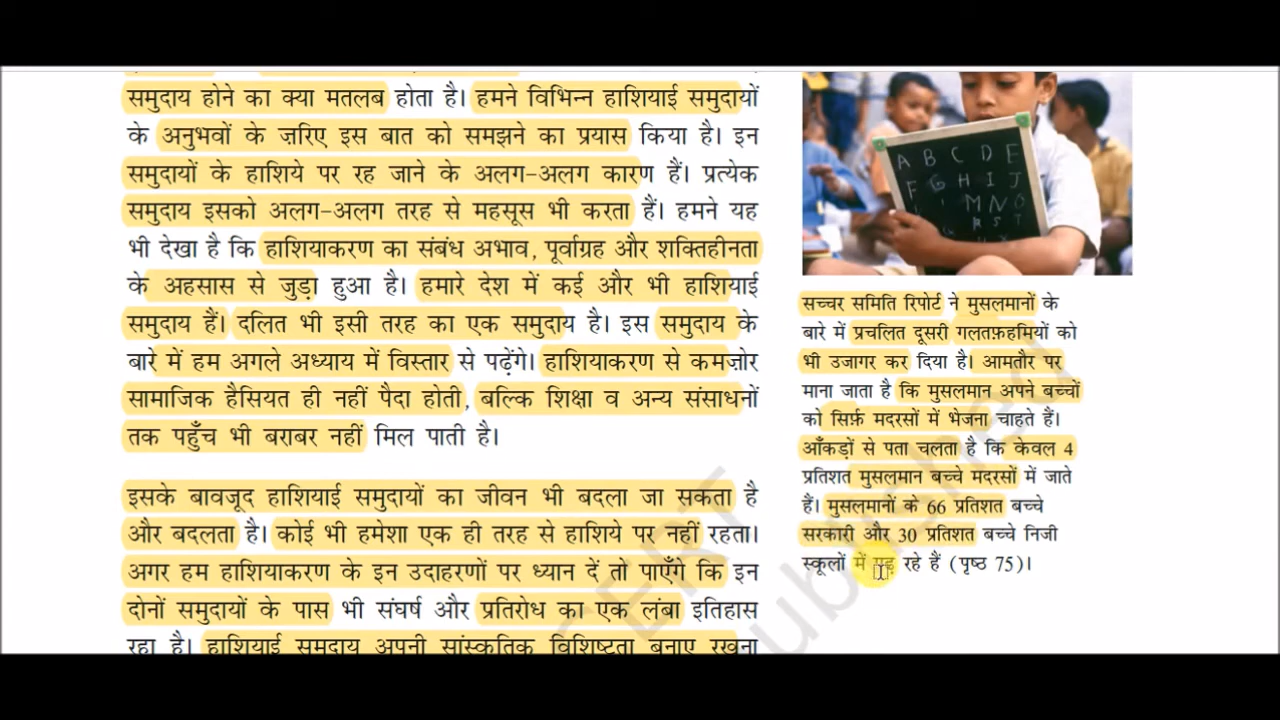 समुदाय होने का क्या मतलब होता है। हमने विभिन्न हाशियाई समुदायों
के अनुभवों के ज़रिए इस बात को समझने का प्रयास किया है। इन
समुदायों के हाशिये पर रह जाने के अलग-अलग कारण हैं। प्रत्येक
समुदाय इसको अलग-अलग तरह से महसूस भी करता हैं। हमने यह
भी देखा है कि हाशियाकरण का संबंध अभाव, पूर्वाग्रह और शक्तिहीनता
के अहसास से जुड़ा हुआ है। हमारे देश में कई और भी हाशियाई
समुदाय हैं। दलित भी इसी तरह का एक समुदाय है। इस समुदाय के
बारे में हम अगले अध्याय में विस्तार से पढ़ेंगे। हाशियाकरण से कमज़ोर
सामाजिक हैसियत ही नहीं पैदा होती, बल्कि शिक्षा व अन्य संसाधनों
तक पहुँच भी बराबर नहीं मिल पाती है।
इसके बावजूद हाशियाई समुदायों का जीवन भी बदला जा सकता है
और बदलता है। कोई भी हमेशा एक ही तरह से हाशिये पर नहीं रहता।
अगर हम हाशियाकरण के इन उदाहरणों पर ध्यान दें तो पाएँगे कि इन
दोनों समुदायों के पास भी संघर्ष और प्रतिरोध का एक लंबा इतिहास
रहा है। हाशियाई समुदाय अपनी सांस्कृतिक विशिष्टता बनाए रखना
A B C D E
F G H I J
M N O
R S T
सच्चर समिति रिपोर्ट ने मुसलमानों के
बारे में प्रचलित दूसरी गलतफ़हमियों को
भी उजागर कर दिया है। आमतौर पर
माना जाता है कि मुसलमान अपने बच्चों
को सिर्फ़ मदरसों में भेजना चाहते हैं।
आँकड़ों से पता चलता है कि केवल 4
प्रतिशत मुसलमान बच्चे मदरसों में जाते
हैं। मुसलमानों के 66 प्रतिशत बच्चे
सरकारी और 30 प्रतिशत बच्चे निजी
स्कूलों में पढ़ रहे हैं (पृष्ठ 75)।